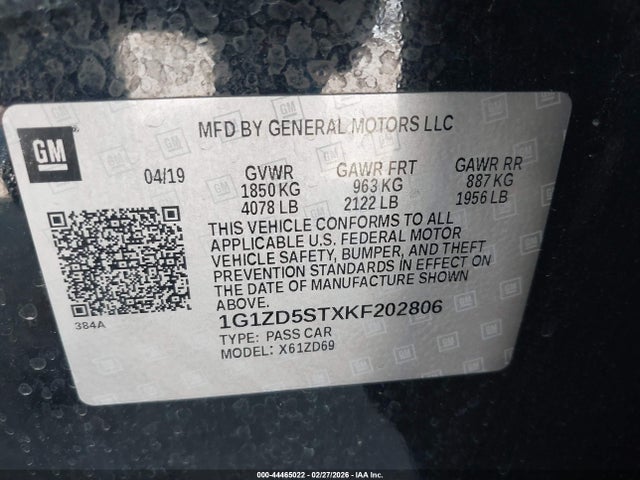 GM
MFD BY GENERAL MOTORS LLC
04/19
GVWR
1850 KG
4078 LB
GAWR FRT
963 KG
2122 LB
GAWR RR
887 KG
1956 LB
THIS VEHICLE CONFORMS TO ALL
APPLICABLE U.S. FEDERAL MOTOR
VEHICLE SAFETY, BUMPER, AND THEFT
PREVENTION STANDARDS IN EFFECT ON
THE DATE OF MANUFACTURE SHOWN
ABOVE.
384A
1G1ZD5STXKF202806
TYPE: PASS CAR
MODEL: X61ZD69
000-44465022 | 02/27/2026 - IAA Inc.